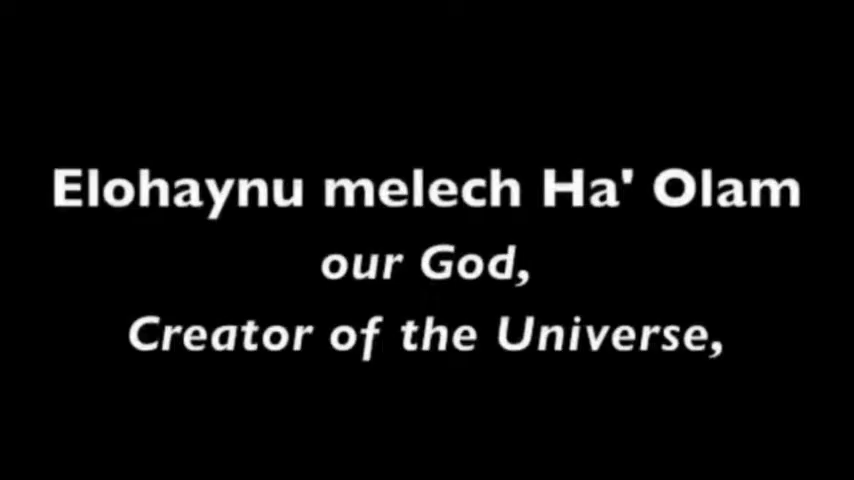 Elohaynu melech Ha' Olam
our God,
Creator of the Universe,